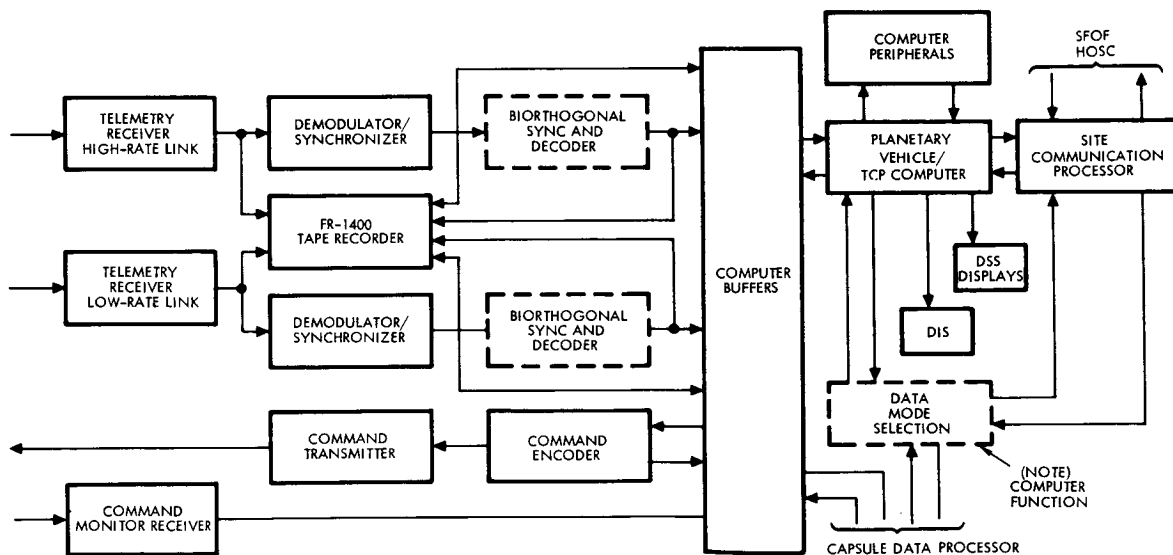 TELEMETRY
RECEIVER
HIGH-RATE LINK
DEMODULATOR/
SYNCHRONIZER
BIORTHOGONAL
SYNC AND
DECODER
FR-1400
TAPE RECORDER
TELEMETRY
RECEIVER
LOW-RATE LINK
DEMODULATOR/
SYNCHRONIZER
BIORTHOGONAL
SYNC AND
DECODER
COMMAND
TRANSMITTER
COMMAND
ENCODER
COMMAND
MONITOR RECEIVER
COMPUTER
BUFFERS
COMPUTER
PERIPHERALS
SFOF
HOSC
PLANETARY
VEHICLE/
TCP COMPUTER
SITE
COMMUNICATION
PROCESSOR
DSS
DISPLAYS
DIS
DATA
MODE
SELECTION
(NOTE)
COMPUTER
FUNCTION
CAPSULE DATA PROCESSOR